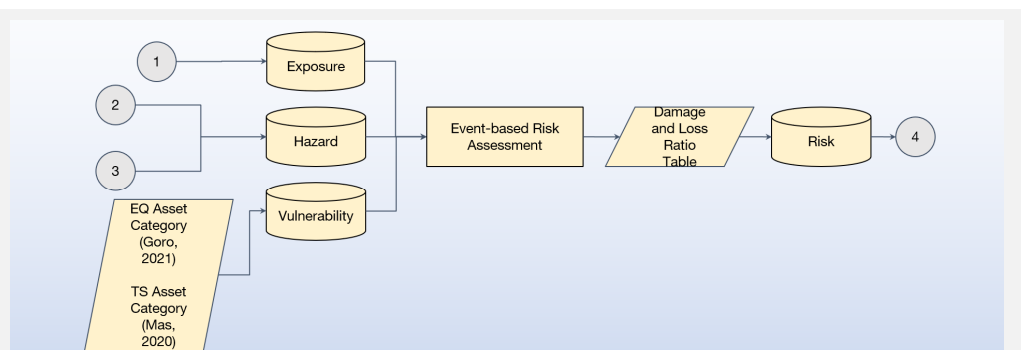 1
Exposure
2
Hazard
Event-based Risk
Assessment
Damage
and Loss
Ratio
Table
Risk
4
3
Vulnerability
EQ Asset
Category
(Goro,
2021)
TS Asset
Category
(Mas,
2020)